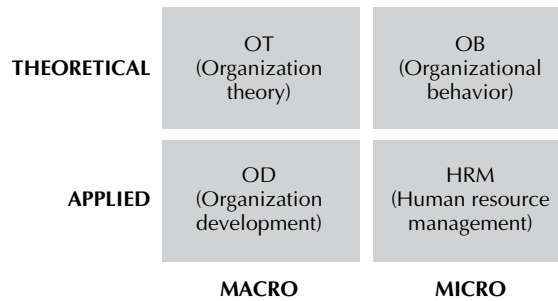 THEORETICAL
OT
(Organization
theory)
OB
(Organizational
behavior)
APPLIED
OD
(Organization
development)
HRM
(Human resource
management)
MACRO
MICRO